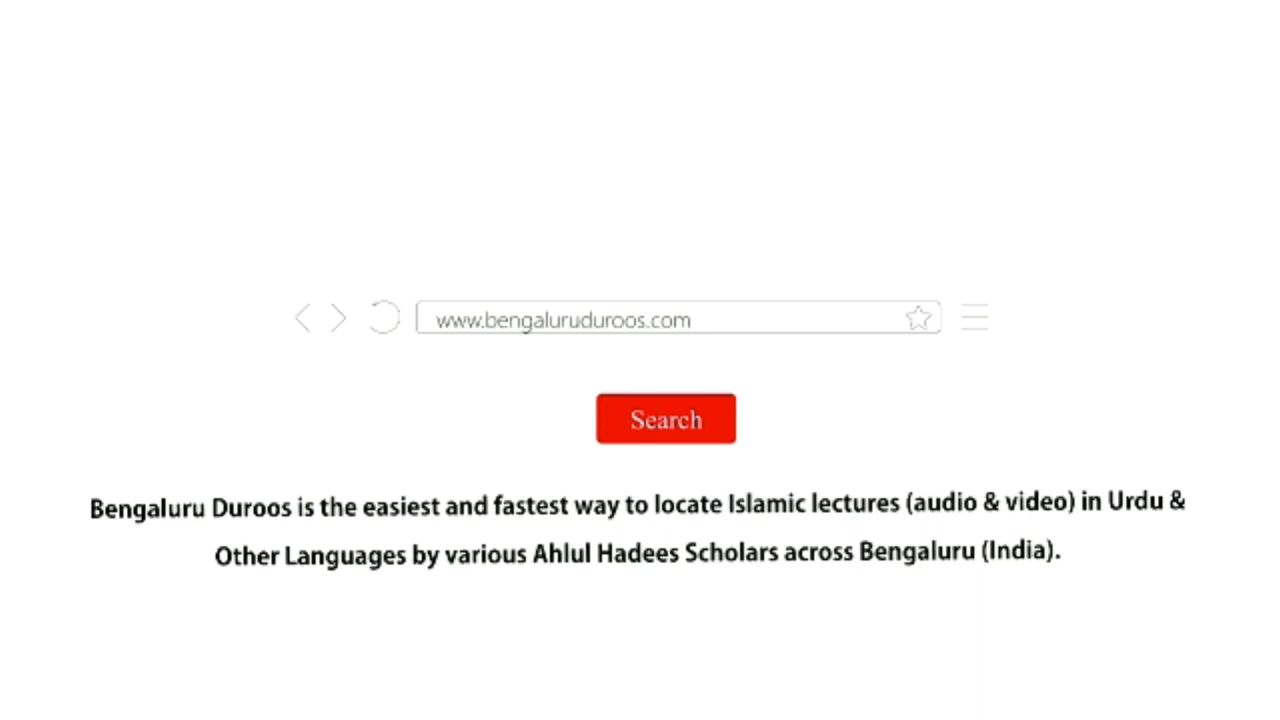 www.bengaluruduroos.com
Search
Bengaluru Duroos is the easiest and fastest way to locate Islamic lectures (audio & video) in Urdu &
Other Languages by various Ahlul Hadees Scholars across Bengaluru (India).